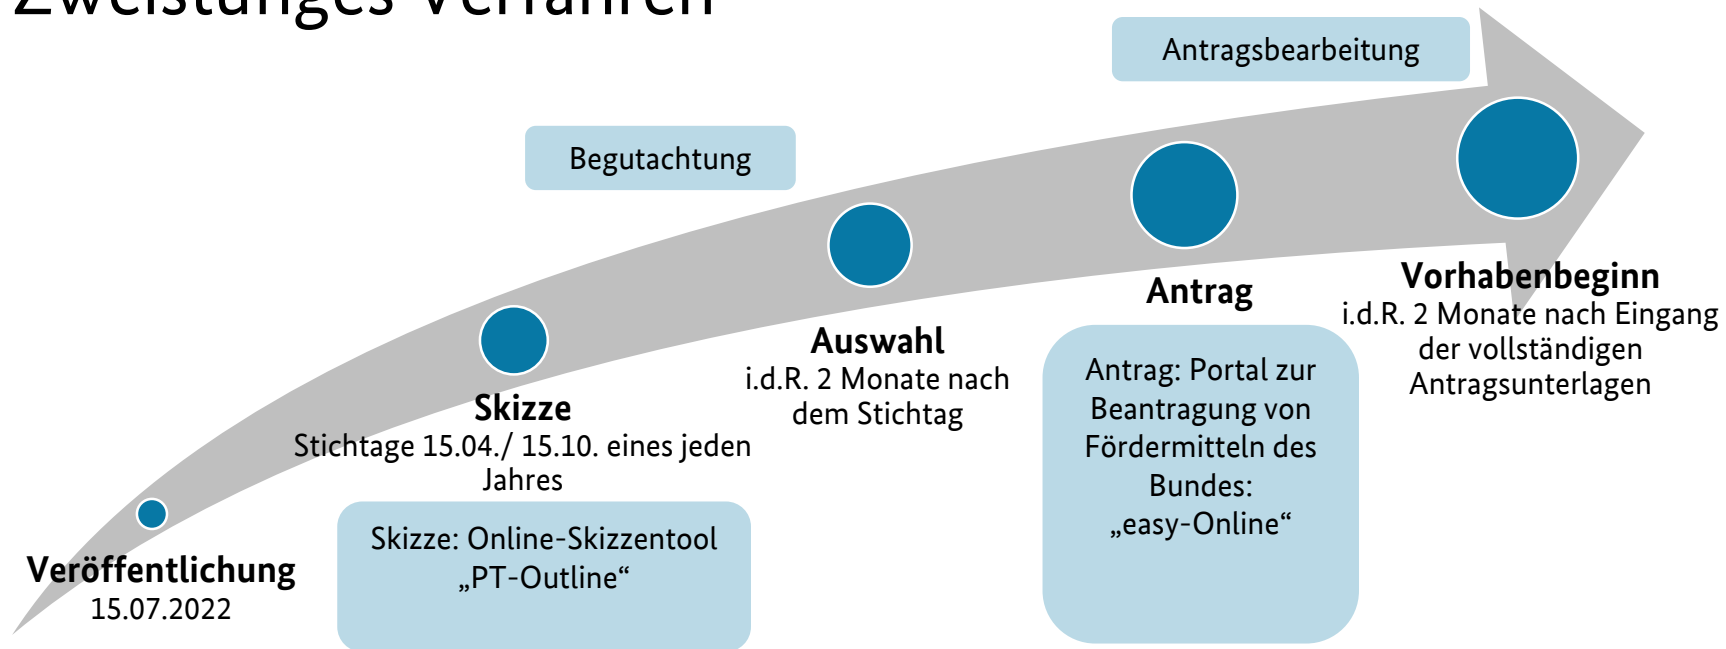 Zweistufiges Verfahren
Antragsbearbeitung
Begutachtung
Vorhabenbeginn
i.d.R. 2 Monate nach Eingang
der vollständigen
Antragsunterlagen
Antrag
Antrag: Portal zur
Beantragung von
Fördermitteln des
Bundes:
„easy-Online“
Auswahl
i.d.R. 2 Monate nach
dem Stichtag
Skizze
Stichtage 15.04./ 15.10. eines jeden
Jahres
Skizze: Online-Skizzentool
„PT-Outline“
Veröffentlichung
15.07.2022